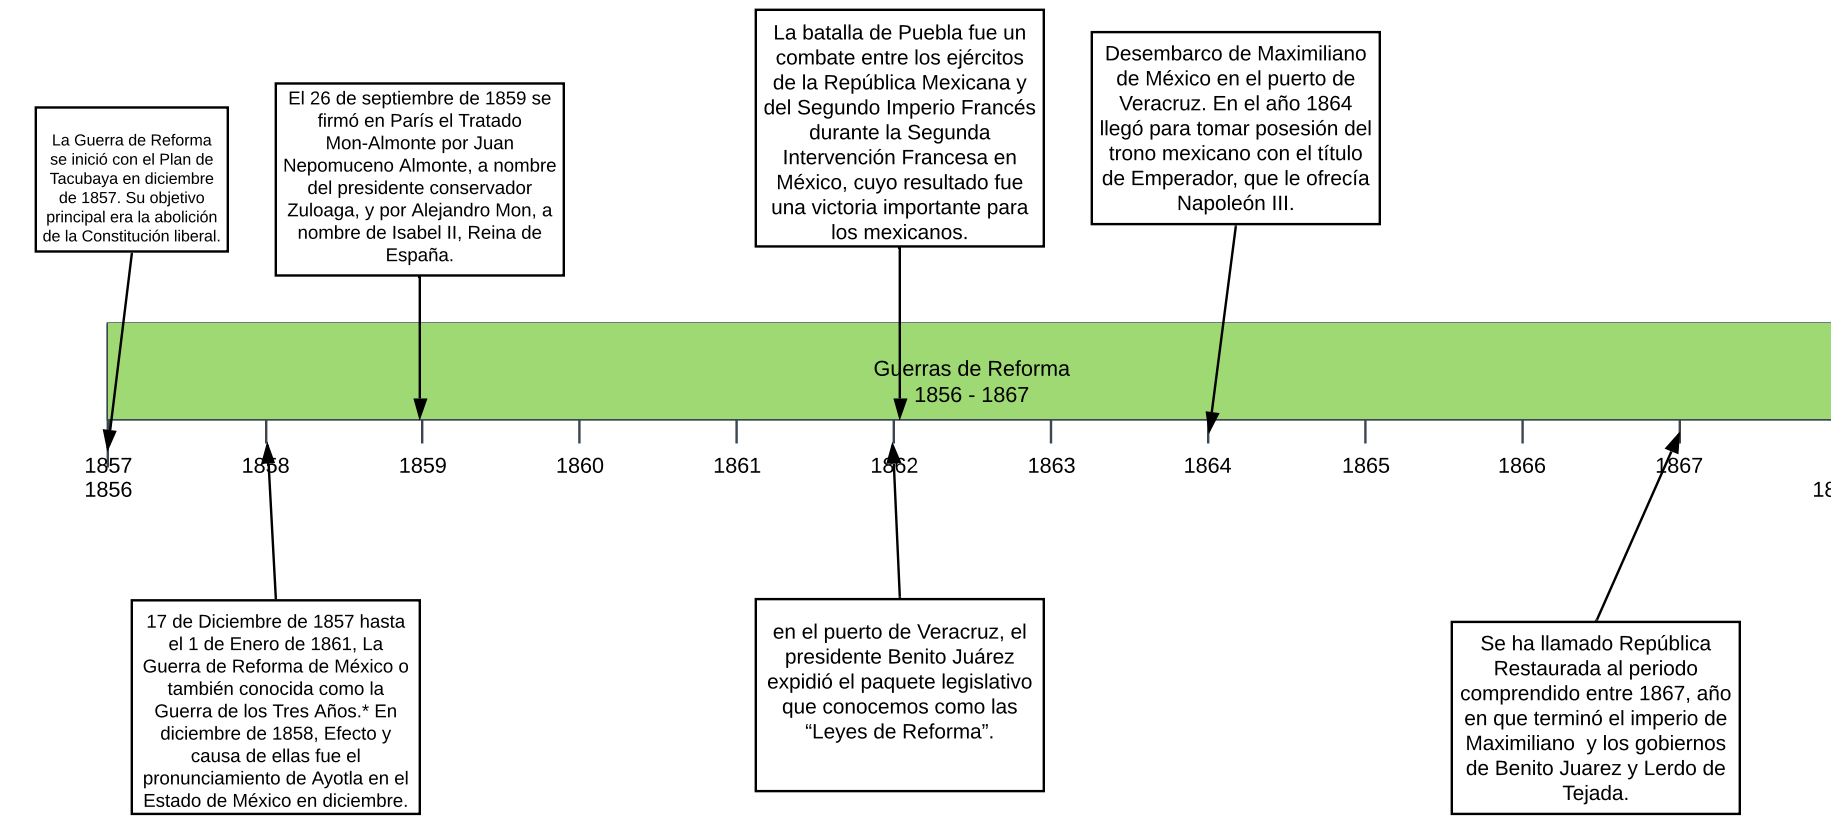 La Guerra de Reforma
se inició con el Plan de
Tacubaya en diciembre
de 1857. Su objetivo
principal era la abolición
de la Constitución liberal.
El 26 de septiembre de 1859 se
firmó en París el Tratado
Mon-Almonte por Juan
Nepomuceno Almonte, a nombre
del presidente conservador
Zuloaga, y por Alejandro Mon, a
nombre de Isabel II, Reina de
España.
La batalla de Puebla fue un
combate entre los ejércitos
de la República Mexicana y
del Segundo Imperio Francés
durante la Segunda
Intervención Francesa en
México, cuyo resultado fue
una victoria importante para
los mexicanos.
Desembarco de Maximiliano
de México en el puerto de
Veracruz. En el año 1864
llegó para tomar posesión del
trono mexicano con el título
de Emperador, que le ofrecía
Napoleón III.
Guerras de Reforma
1856 - 1867
1857 1858 1859 1860 1861 1862 1863 1864 1865 1866 1867
1856
17 de Diciembre de 1857 hasta
el 1 de Enero de 1861, La
Guerra de Reforma de México o
también conocida como la
Guerra de los Tres Años.* En
diciembre de 1858, Efecto y
causa de ellas fue el
pronunciamiento de Ayotla en el
Estado de México en diciembre.
en el puerto de Veracruz, el
presidente Benito Juárez
expidió el paquete legislativo
que conocemos como las
“Leyes de Reforma”.
Se ha llamado República
Restaurada al periodo
comprendido entre 1867, año
en que terminó el imperio de
Maximiliano  y los gobiernos
de Benito Juarez y Lerdo de
Tejada.